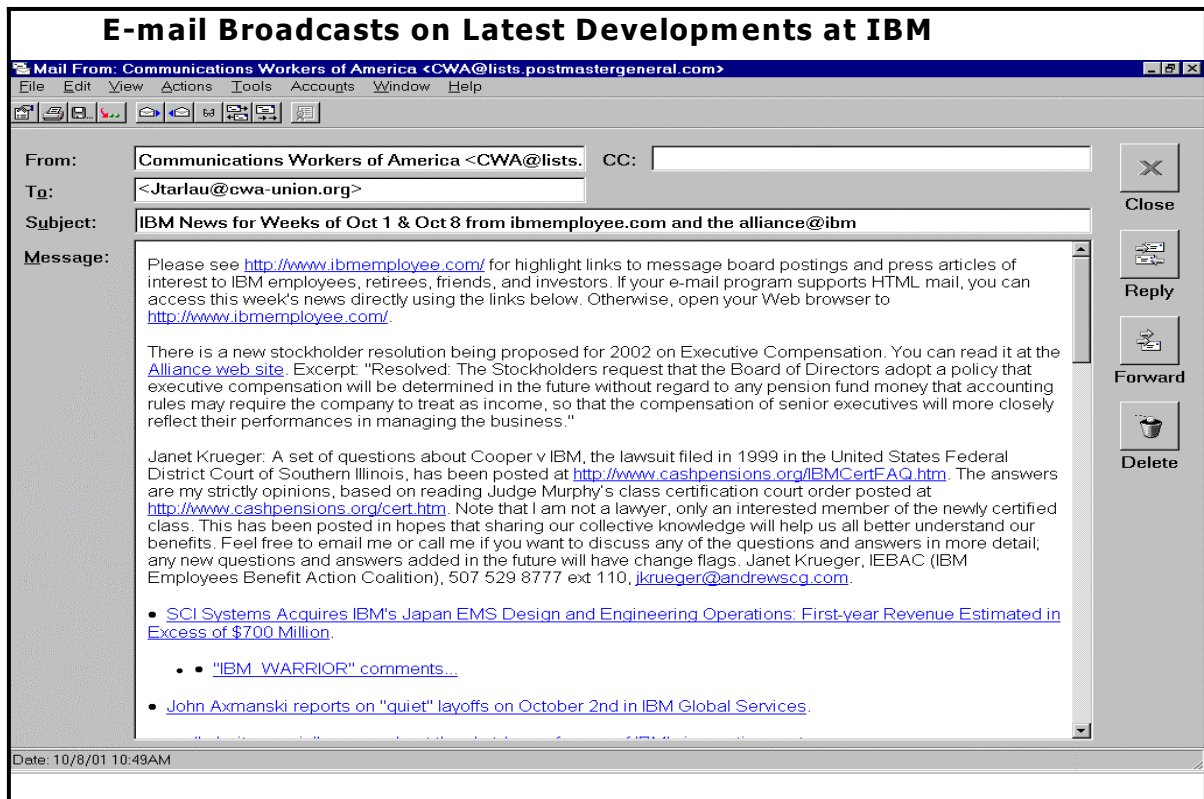 E-mail Broadcasts on Latest Developments at IBM
Mail From: Communications Workers of America <CWA@lists.postmastergeneral.com>
File Edit View Actions Tools Accounts Window Help
From: Communications Workers of America <CWA@lists. CC:
To: <Jtarlau@cwa-union.org>
Close
Subject: IBM News for Weeks of Oct 1 & Oct 8 from ibmemployee.com and the alliance@ibm
Message:
Please see http://www.ibmemployee.com/ for highlight links to message board postings and press articles of
interest to IBM employees, retirees, friends, and investors. If your e-mail program supports HTML mail, you can
access this week's news directly using the links below. Otherwise, open your Web browser to
http://www.ibmemployee.com/.
Reply
There is a new stockholder resolution being proposed for 2002 on Executive Compensation. You can read it at the
Alliance web site. Excerpt: "Resolved: The Stockholders request that the Board of Directors adopt a policy that
executive compensation will be determined in the future without regard to any pension fund money that accounting
rules may require the company to treat as income, so that the compensation of senior executives will more closely
reflect their performances in managing the business."
Forward
Janet Krueger: A set of questions about Cooper v IBM, the lawsuit filed in 1999 in the United States Federal
District Court of Southern Illinois, has been posted at http://www.cashpensions.org/IBMCertFAQ.htm. The answers
are my strictly opinions, based on reading Judge Murphy's class certification court order posted at
http://www.cashpensions.org/cert.htm. Note that I am not a lawyer, only an interested member of the newly certified
class. This has been posted in hopes that sharing our collective knowledge will help us all better understand our
benefits. Feel free to email me or call me if you want to discuss any of the questions and answers in more detail;
any new questions and answers added in the future will have change flags. Janet Krueger, IEBAC (IBM
Employees Benefit Action Coalition), 507 529 8777 ext 110, jkrueger@andrewscg.com.
Delete
• SCI Systems Acquires IBM's Japan EMS Design and Engineering Operations: First-year Revenue Estimated in
Excess of $700 Million.
• • "IBM_WARRIOR" comments...
• John Axmanski reports on "quiet" layoffs on October 2nd in IBM Global Services.
Date: 10/8/01 10:49AM